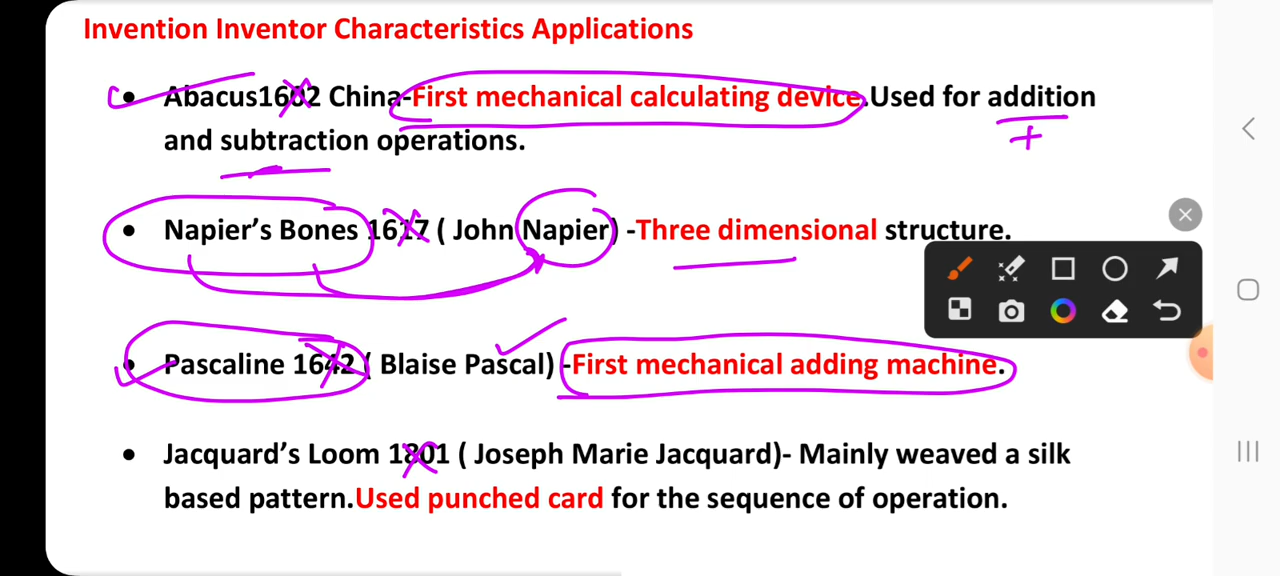 Invention Inventor Characteristics Applications
• Abacus1602 China-First mechanical calculating device.Used for addition
and subtraction operations.
• Napier's Bones 1617 ( John Napier) -Three dimensional structure.
• Pascaline 1642 ( Blaise Pascal) -First mechanical adding machine.
• Jacquard's Loom 1801 ( Joseph Marie Jacquard)- Mainly weaved a silk
based pattern.Used punched card for the sequence of operation.